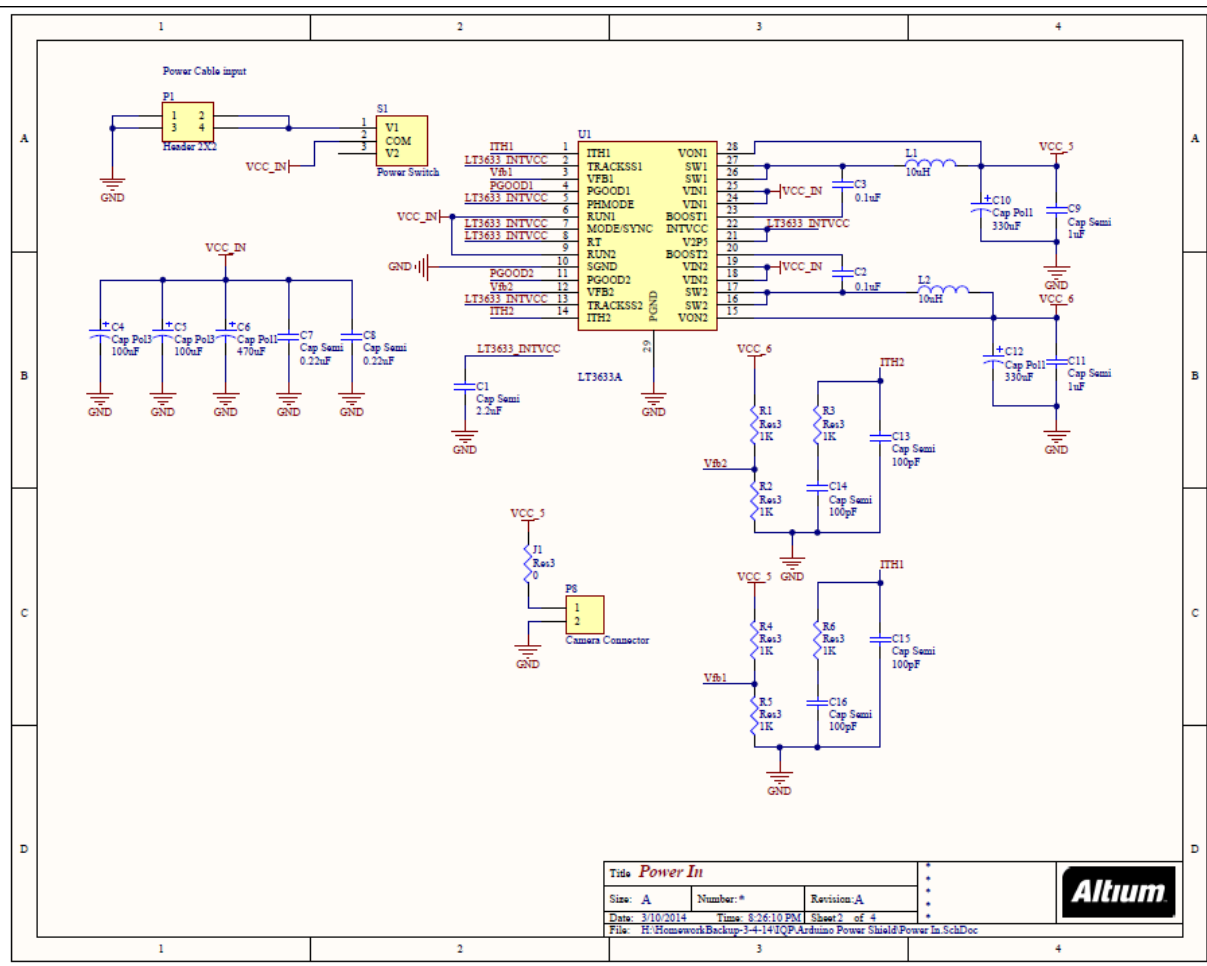 1 2 3 4
Power Cable input
P1
1 2
3 4
Header 2X2
GND
S1
1 V1
2 COM
3 V2
Power Switch
VCC_IN
A
A
U1
ITH1 1 ITH1 VON1 28
LT3633_INTVCC 2 TRACKSS1 SW1 27
Vfb1 3 VFB1 SW1 26
PGOOD1 4 PGOOD1 VIN1 25 VCC_IN
LT3633_INTVCC 5 PHMODE VIN1 24
VCC_IN 6 RUN1 BOOST1 23
LT3633_INTVCC 7 MODE/SYNC INTVCC 22 LT3633_INTVCC
LT3633_INTVCC 8 RT V2P5 21
9 RUN2 BOOST2 20
GND 10 SGND VIN2 19 VCC_IN
PGOOD2 11 PGOOD2 VIN2 18
Vfb2 12 VFB2 SW2 17
LT3633_INTVCC 13 TRACKSS2 SW2 16
ITH2 14 ITH2 VON2 15
PGND
29
LT3633A
GND
L1
10uH
C3
0.1uF
VCC_5
C10
Cap Pol1
330uF
C9
Cap Semi
1uF
GND
C2
0.1uF
L2
10uH
VCC_6
C12
Cap Pol1
330uF
C11
Cap Semi
1uF
GND
VCC_IN
C4
Cap Pol3
100uF
C5
Cap Pol3
100uF
C6
Cap Pol1
470uF
C7
Cap Semi
0.22uF
C8
Cap Semi
0.22uF
GND GND GND GND GND
B
B
LT3633_INTVCC
C1
Cap Semi
2.2uF
GND
VCC_6
R1
Res3
1K
Vfb2
R2
Res3
1K
R3
Res3
1K
C14
Cap Semi
100pF
ITH2
C13
Cap Semi
100pF
GND
VCC_5
J1
Res3
0
P8
1
2
Camera Connector
GND
C
C
VCC_5
R4
Res3
1K
Vfb1
R5
Res3
1K
R6
Res3
1K
C16
Cap Semi
100pF
ITH1
C15
Cap Semi
100pF
GND
D
D
Title Power In
Size: A Number:* Revision:A
Date: 3/10/2014 Time: 8:26:10 PM Sheet 2 of 4
File: H:\HomeworkBackup-3-4-14\IQP\Arduino Power Shield\Power In.SchDoc
*
*
*
*
*
Altium
1 2 3 4